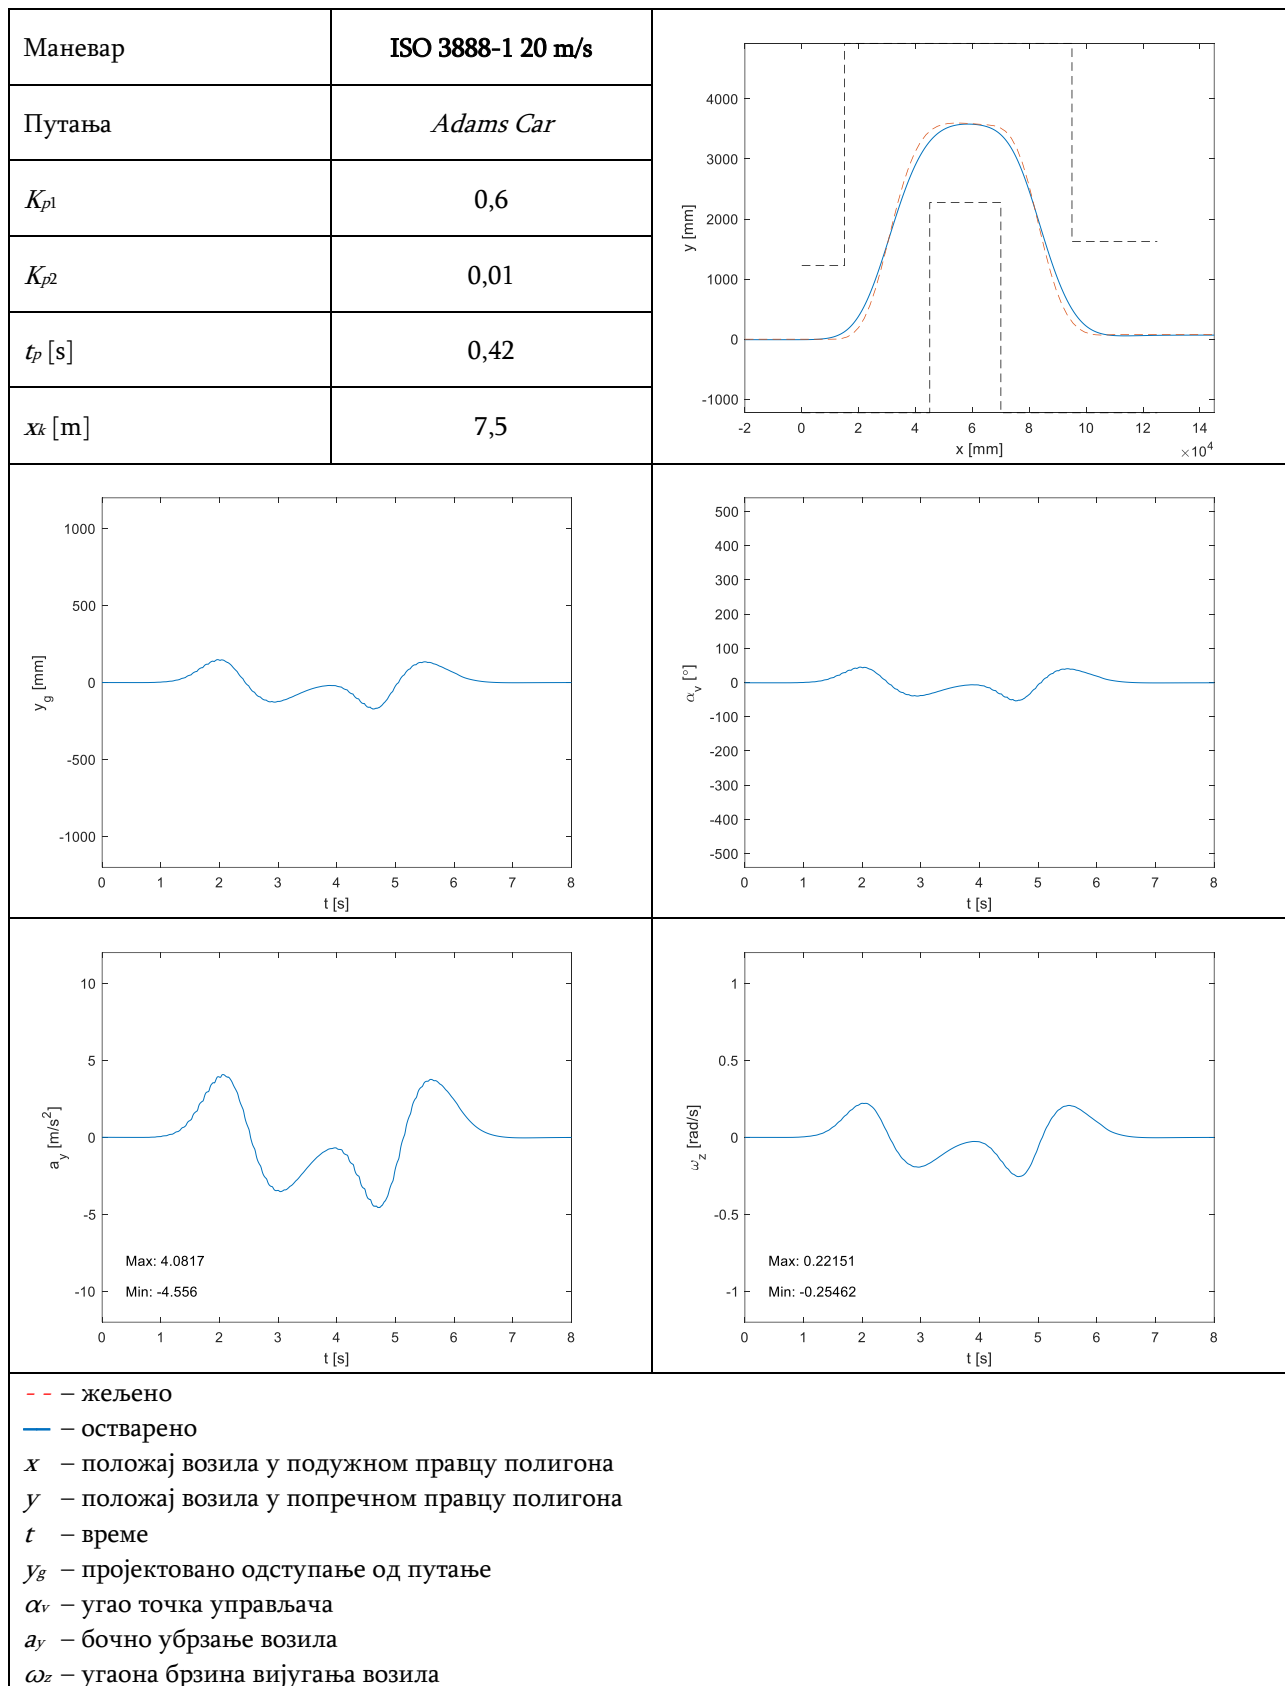 Маневар ISO 3888-1 20 m/s
Путања Adams Car
Kp1 0,6
Kp2 0,01
tp [s] 0,42
xk [m] 7,5
4000
3000
2000
1000
0
-1000
y [mm]
-2 0 2 4 6 8 10 12 14
x [mm]
×10^4
1000
500
0
-500
-1000
y_g [mm]
0 1 2 3 4 5 6 7 8
t [s]
500
400
300
200
100
0
-100
-200
-300
-400
-500
α_v [°]
0 1 2 3 4 5 6 7 8
t [s]
10
5
0
-5
-10
a_y [m/s^2]
Max: 4.0817
Min: -4.556
0 1 2 3 4 5 6 7 8
t [s]
1
0.5
0
-0.5
-1
ω_z [rad/s]
Max: 0.22151
Min: -0.25462
0 1 2 3 4 5 6 7 8
t [s]
– жељено
– остварено
x – положај возила у подужном правцу полигона
y – положај возила у попречном правцу полигона
t – време
yg – пројектовано одступање од путање
αv – угао точка управљача
ay – бочно убрзање возила
ωz – угаона брзина вијугања возила